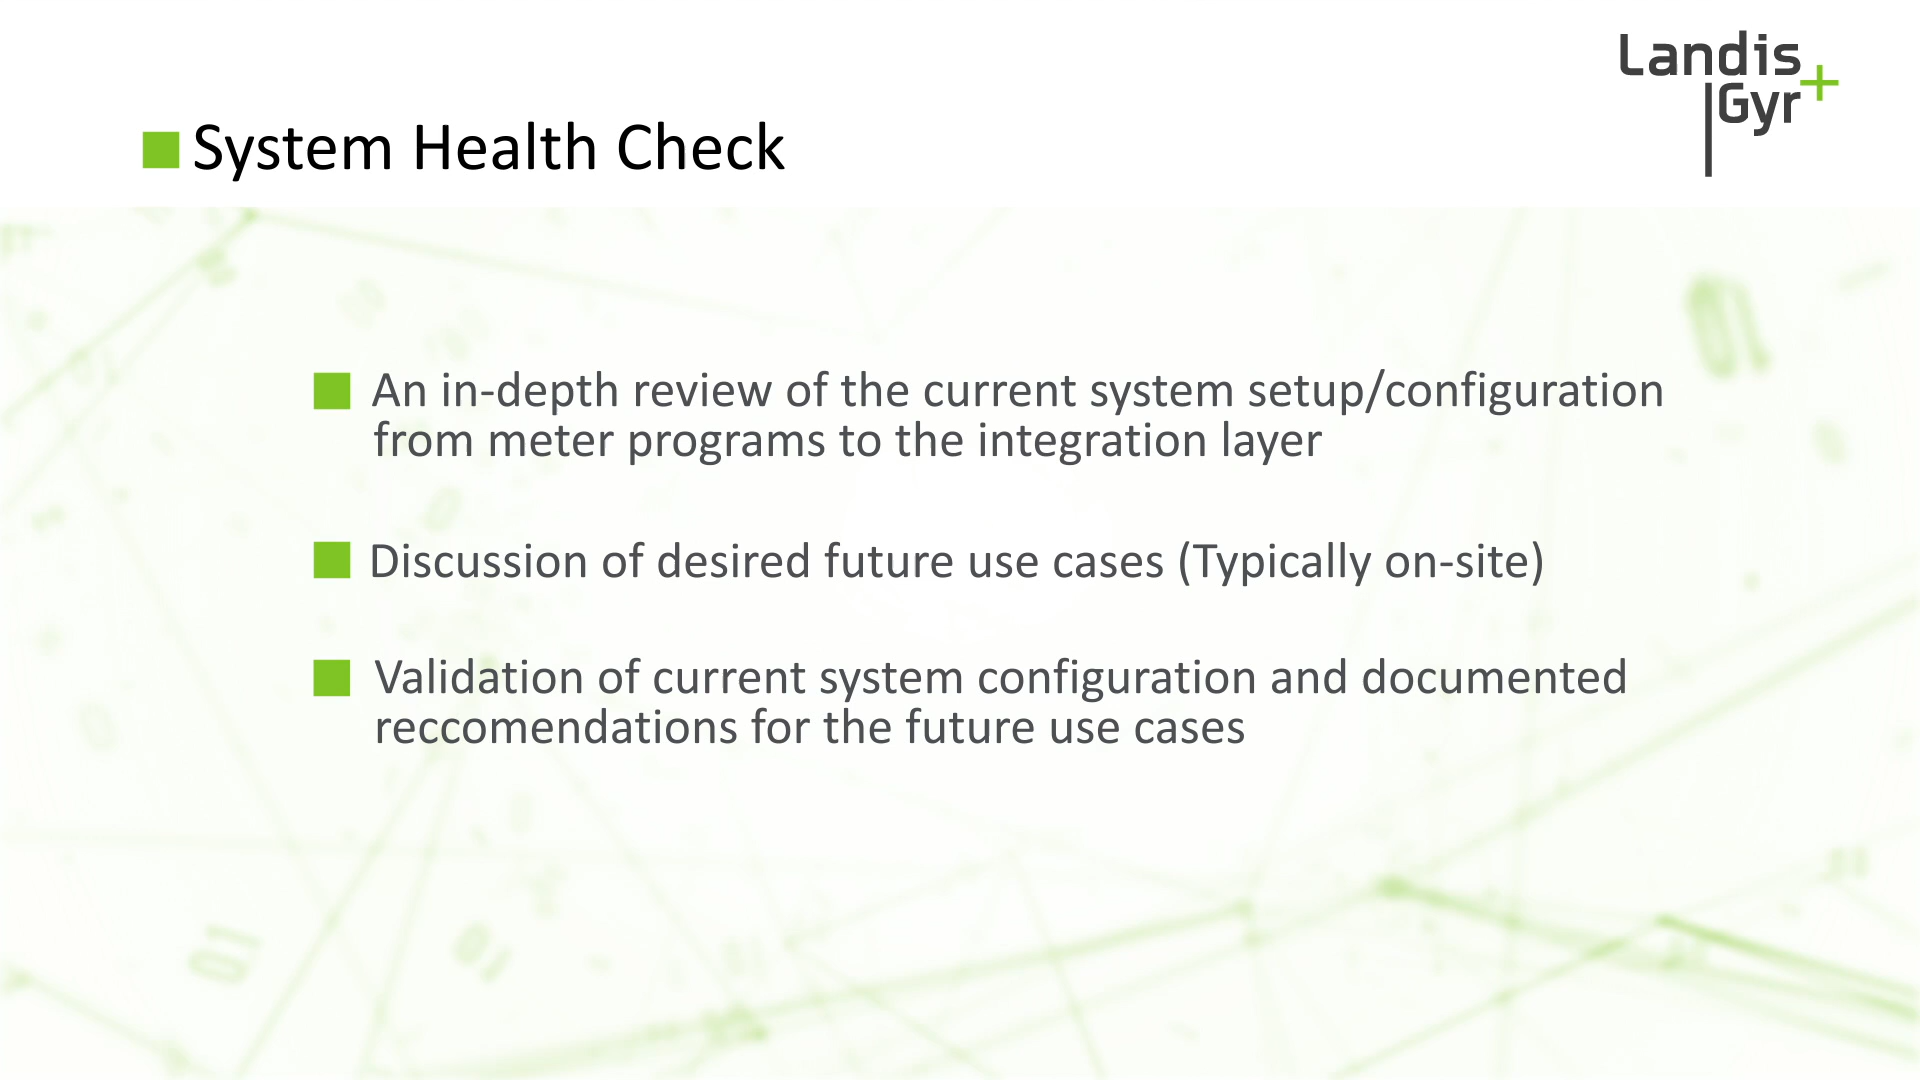 Landis
Gyr+
System Health Check
An in-depth review of the current system setup/configuration
from meter programs to the integration layer
Discussion of desired future use cases (Typically on-site)
Validation of current system configuration and documented
reccomendations for the future use cases